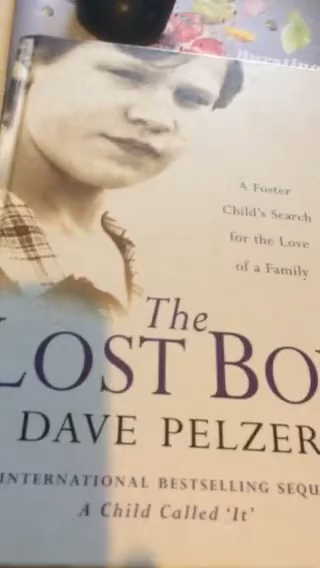 A Foster
Child's Search
for the Love
of a Family
The
LOST BO
DAVE PELZER
INTERNATIONAL BESTSELLING SEQU
A Child Called 'It'